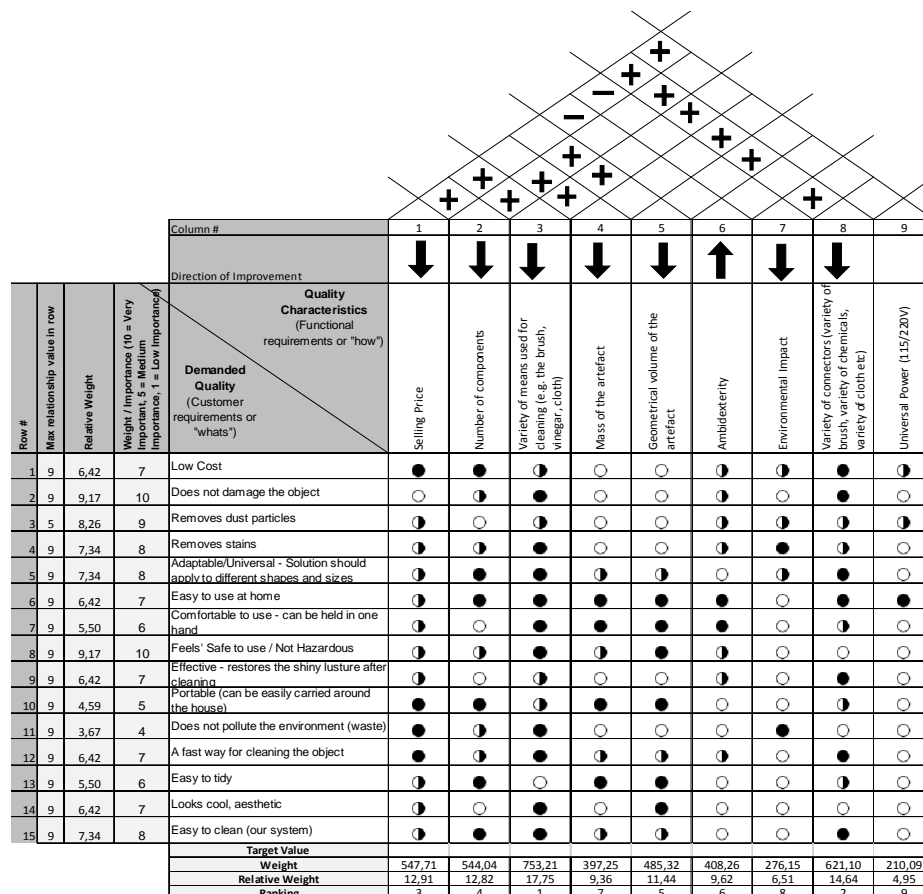 Column #
1 2 3 4 5 6 7 8 9
Direction of Improvement
Row #
Max relationship value in row
Relative Weight
Weight / Importance (10 = Very
Important, 5 = Medium
Importance, 1 = Low Importance)
Quality
Characteristics
(Functional
requirements or "how")
Demanded
Quality
(Customer
requirements or
"whats")
Selling Price
Number of components
Variety of means used for
cleaning (e.g. the brush,
vinegar, cloth)
Mass of the artefact
Geometrical volume of the
artefact
Ambidexterity
Environmental Impact
Variety of connectors (variety of
brush, variety of chemicals,
variety of cloth etc)
Universal Power (115/220V)
1 9 6,42 7 Low Cost
2 9 9,17 10 Does not damage the object
3 5 8,26 9 Removes dust particles
4 9 7,34 8 Removes stains
5 9 7,34 8 Adaptable/Universal - Solution should
apply to different shapes and sizes
6 9 6,42 7 Easy to use at home
7 9 5,50 6 Comfortable to use - can be held in one
hand
8 9 9,17 10 Feels' Safe to use / Not Hazardous
9 9 6,42 7 Effective - restores the shiny lusture after
cleaning
10 9 4,59 5 Portable (can be easily carried around
the house)
11 9 3,67 4 Does not pollute the environment (waste)
12 9 6,42 7 A fast way for cleaning the object
13 9 5,50 6 Easy to tidy
14 9 6,42 7 Looks cool, aesthetic
15 9 7,34 8 Easy to clean (our system)
Target Value
Weight 547,71 544,04 753,21 397,25 485,32 408,26 276,15 621,10 210,09
Relative Weight 12,91 12,82 17,75 9,36 11,44 9,62 6,51 14,64 4,95
Ranking 3 4 1 7 5 6 8 2 9